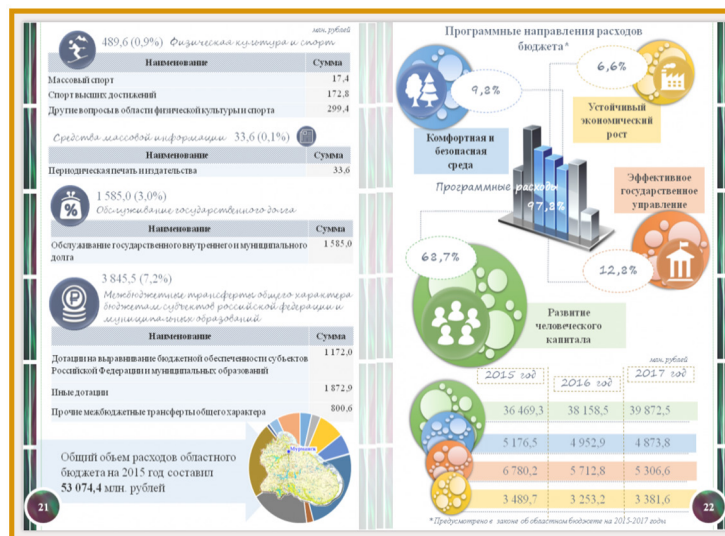 млн. рублей
489,6 (0,9%) Физическая культура и спорт
Наименование Сумма
Массовый спорт 17,4
Спорт высших достижений 172,8
Другие вопросы в области физической культуры и спорта 299,4
Средства массовой информации 33,6 (0,1%)
Наименование Сумма
Периодическая печать и издательства 33,6
1 585,0 (3,0%)
Обслуживание государственного долга
Наименование Сумма
Обслуживание государственного внутреннего и муниципального 1 585,0
долга
3 845,5 (7,2%)
Межбюджетные трансферты общего характера
бюджетам субъектов российской федерации и
муниципальных образований
Наименование Сумма
Дотации на выравнивание бюджетной обеспеченности субъектов 1 172,0
Российской Федерации и муниципальных образований
Иные дотации 1 872,9
Прочие межбюджетные трансферты общего характера 800,6
Общий объем расходов областного
бюджета на 2015 год составил
53 074,4 млн. рублей
Мурманск
21
Программные направления расходов
бюджета*
9,2%
6,6%
Комфортная и
безопасная
среда
Устойчивый
экономический
рост
Программные расходы
97,3%
Эффективное
государственное
управление
68,7%
12,8%
Развитие
человеческого
капитала
млн. рублей
2015 год 2016 год 2017 год
36 469,3 38 158,5 39 872,5
5 176,5 4 952,9 4 873,8
6 780,2 5 712,8 5 306,6
3 489,7 3 253,2 3 381,6
*Предусмотрено в законе об областном бюджете на 2015-2017 годы
22